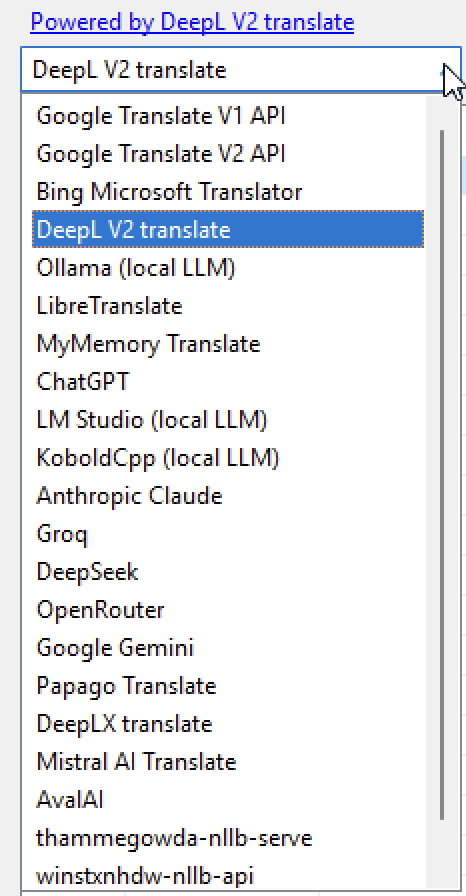 Powered by DeepL V2 translate
DeepL V2 translate
Google Translate V1 API
Google Translate V2 API
Bing Microsoft Translator
DeepL V2 translate
Ollama (local LLM)
LibreTranslate
MyMemory Translate
ChatGPT
LM Studio (local LLM)
KoboldCpp (local LLM)
Anthropic Claude
Groq
DeepSeek
OpenRouter
Google Gemini
Papago Translate
DeepLX translate
Mistral AI Translate
AvalAI
thammegowda-nllb-serve
winstxnhdw-nllb-api